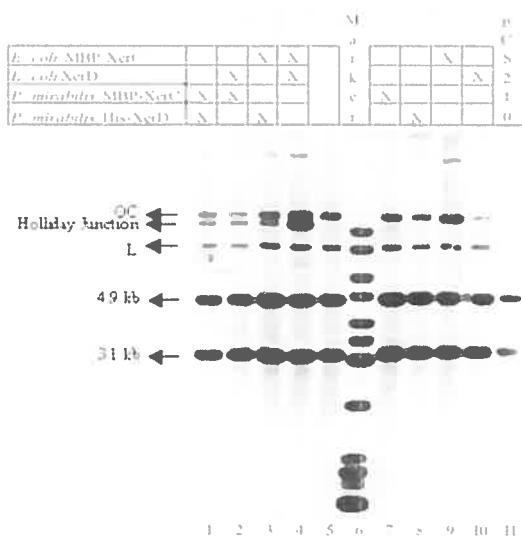 M
a
r
k
e
r
E. coli MBP-XerC X X
E. coli XerD X X X
P. mirabilis MBP-XerC X X X
P. mirabilis His-XerD X X X
OC
Holliday Junction
L
4.9 kb
3.1 kb
1 2 3 4 5 6 7 8 9 10 11